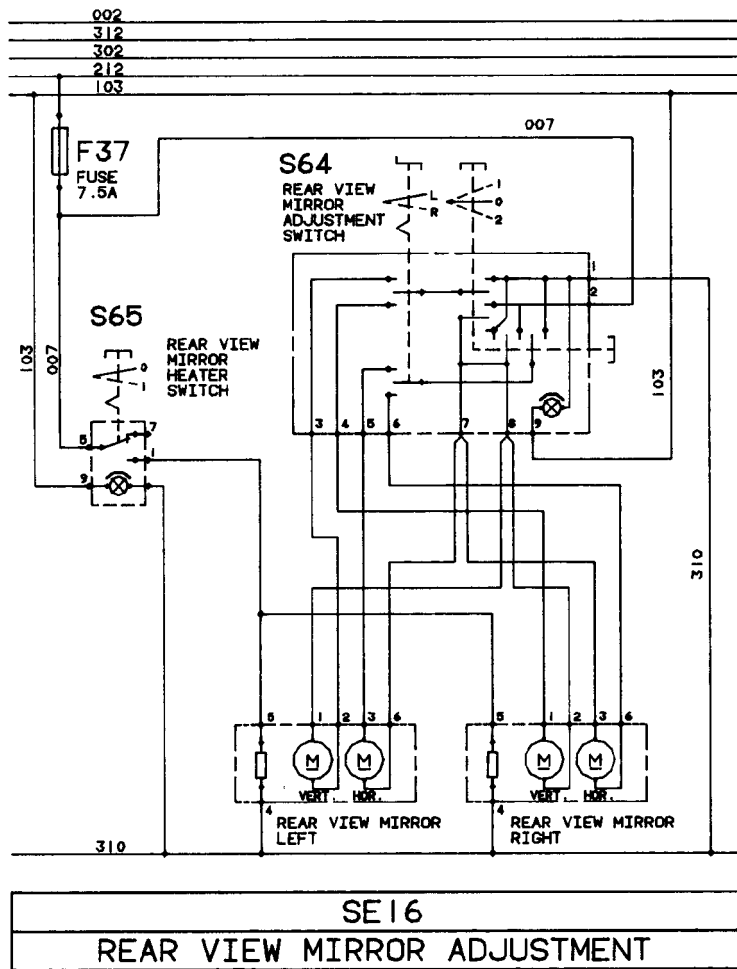 002
312
302
212
103
007
F37
FUSE
7.5A
S64
REAR VIEW
MIRROR
ADJUSTMENT
SWITCH
L
R
1
0
2
1
2
S65
REAR VIEW
MIRROR
HEATER
SWITCH
0
1
103
007
103
5
7
1
9
3 4 5 6 7 8 9
310
5 1 2 3 6
5 1 2 3 6
M M
M M
VERT. HOR.
VERT. HOR.
4
4
REAR VIEW MIRROR
LEFT
REAR VIEW MIRROR
RIGHT
310
SE16
REAR VIEW MIRROR ADJUSTMENT